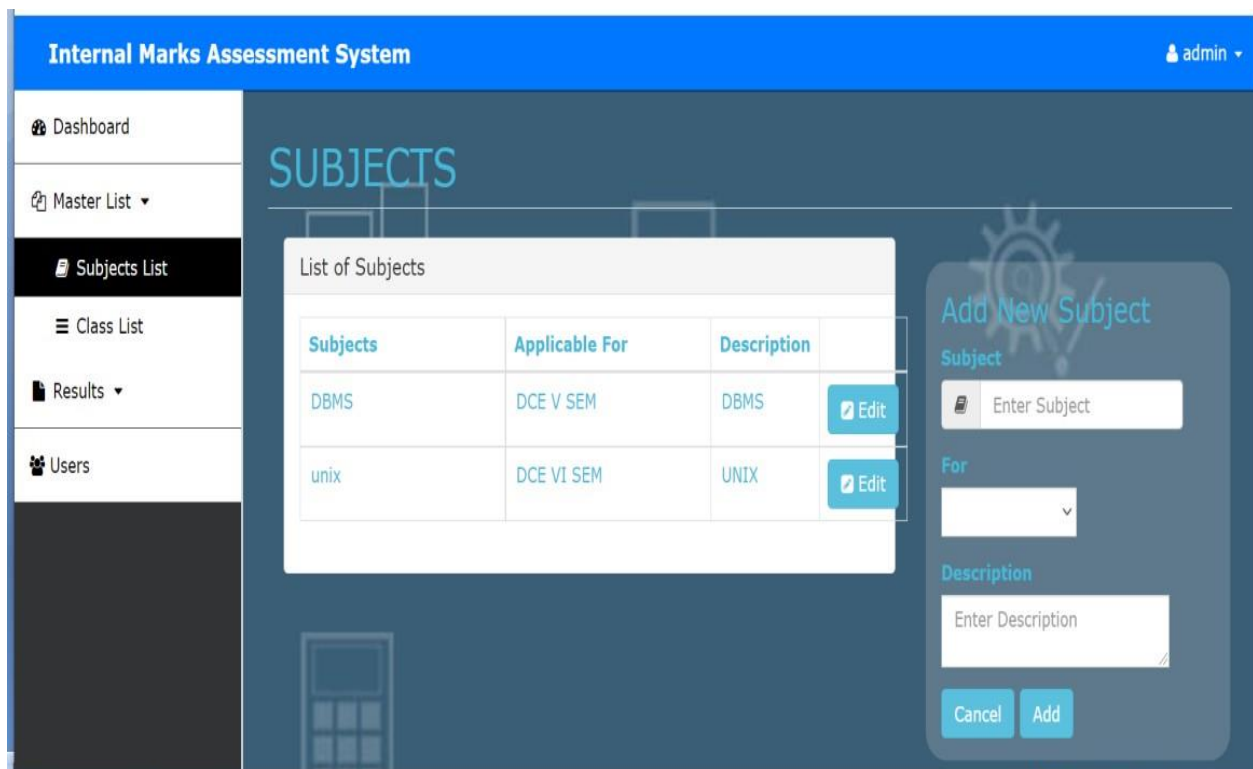 Internal Marks Assessment System
admin
Dashboard
Master List
Subjects List
Class List
Results
Users
SUBJECTS
List of Subjects
Subjects Applicable For Description
DBMS DCE V SEM DBMS Edit
unix DCE VI SEM UNIX Edit
Add New Subject
Subject
Enter Subject
For
Description
Enter Description
Cancel Add